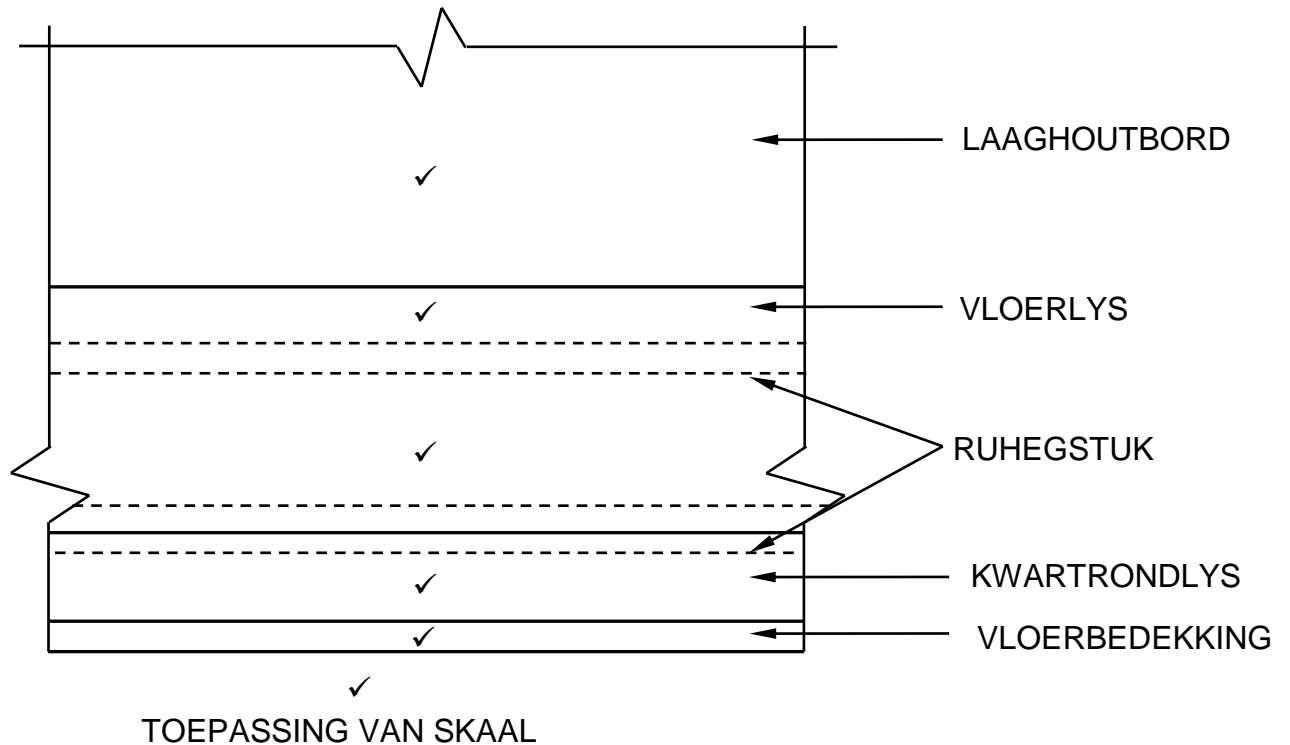 LAAGHOUTBORD
VLOERLYS
RUHEGSTUK
KWARTRONDLYS
VLOERBEDEKKING
TOEPASSING VAN SKAAL